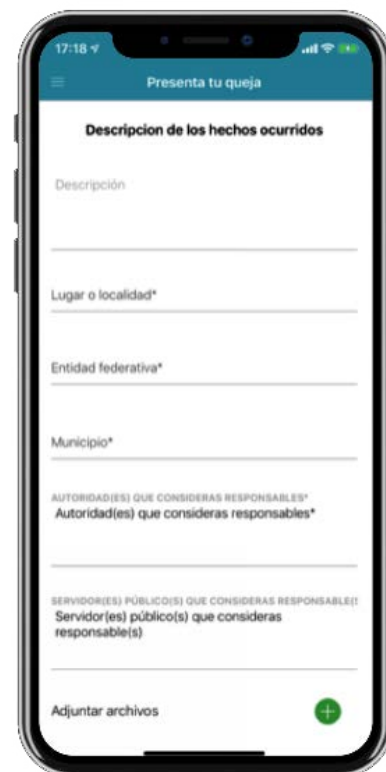 17:18
Presenta tu queja
Descripcion de los hechos ocurridos
Descripción
Lugar o localidad*
Entidad federativa*
Municipio*
AUTORIDAD(ES) QUE CONSIDERAS RESPONSABLES*
Autoridad(es) que consideras responsables*
SERVIDOR(ES) PÚBLICO(S) QUE CONSIDERAS RESPONSABLE(S
Servidor(es) público(s) que consideras
responsable(s)
Adjuntar archivos